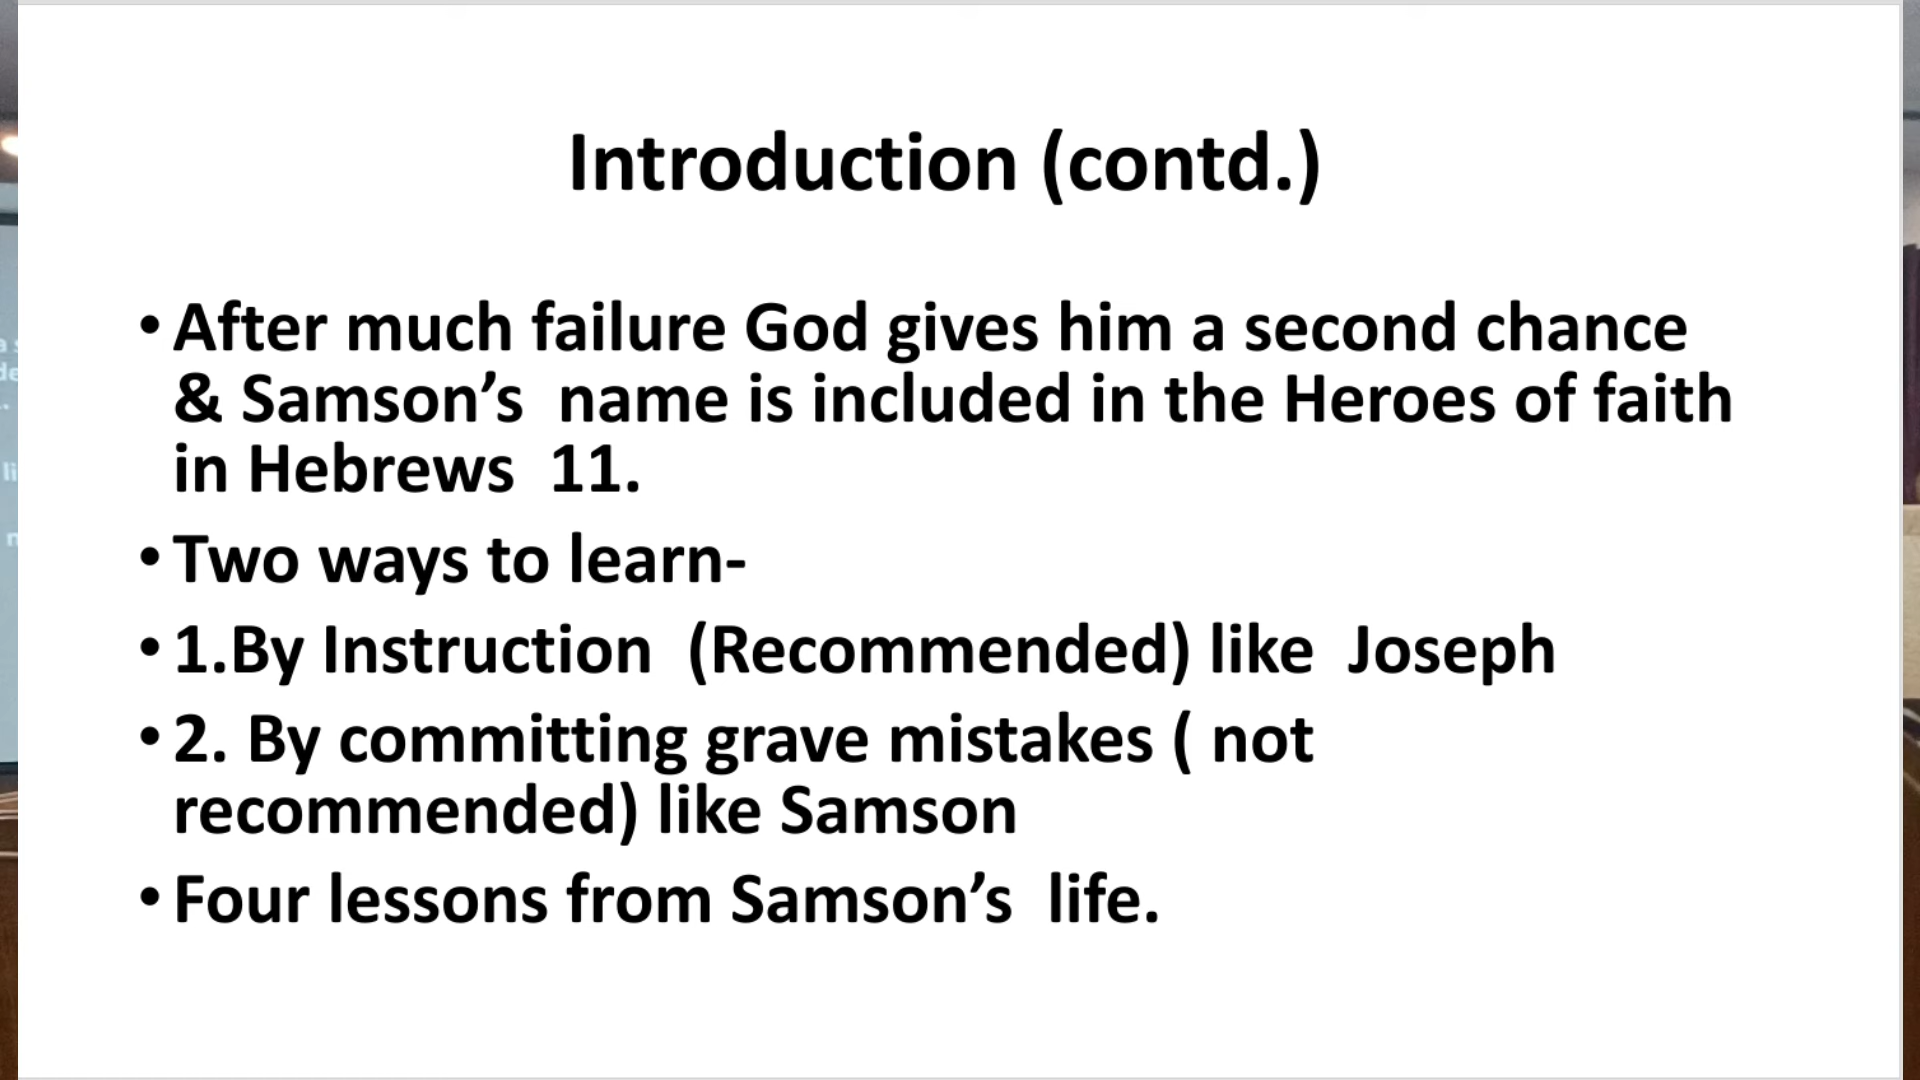 Introduction (contd.)
• After much failure God gives him a second chance
& Samson’s  name is included in the Heroes of faith
in Hebrews  11.
• Two ways to learn-
• 1.By Instruction  (Recommended) like  Joseph
• 2. By committing grave mistakes ( not
recommended) like Samson
• Four lessons from Samson’s  life.